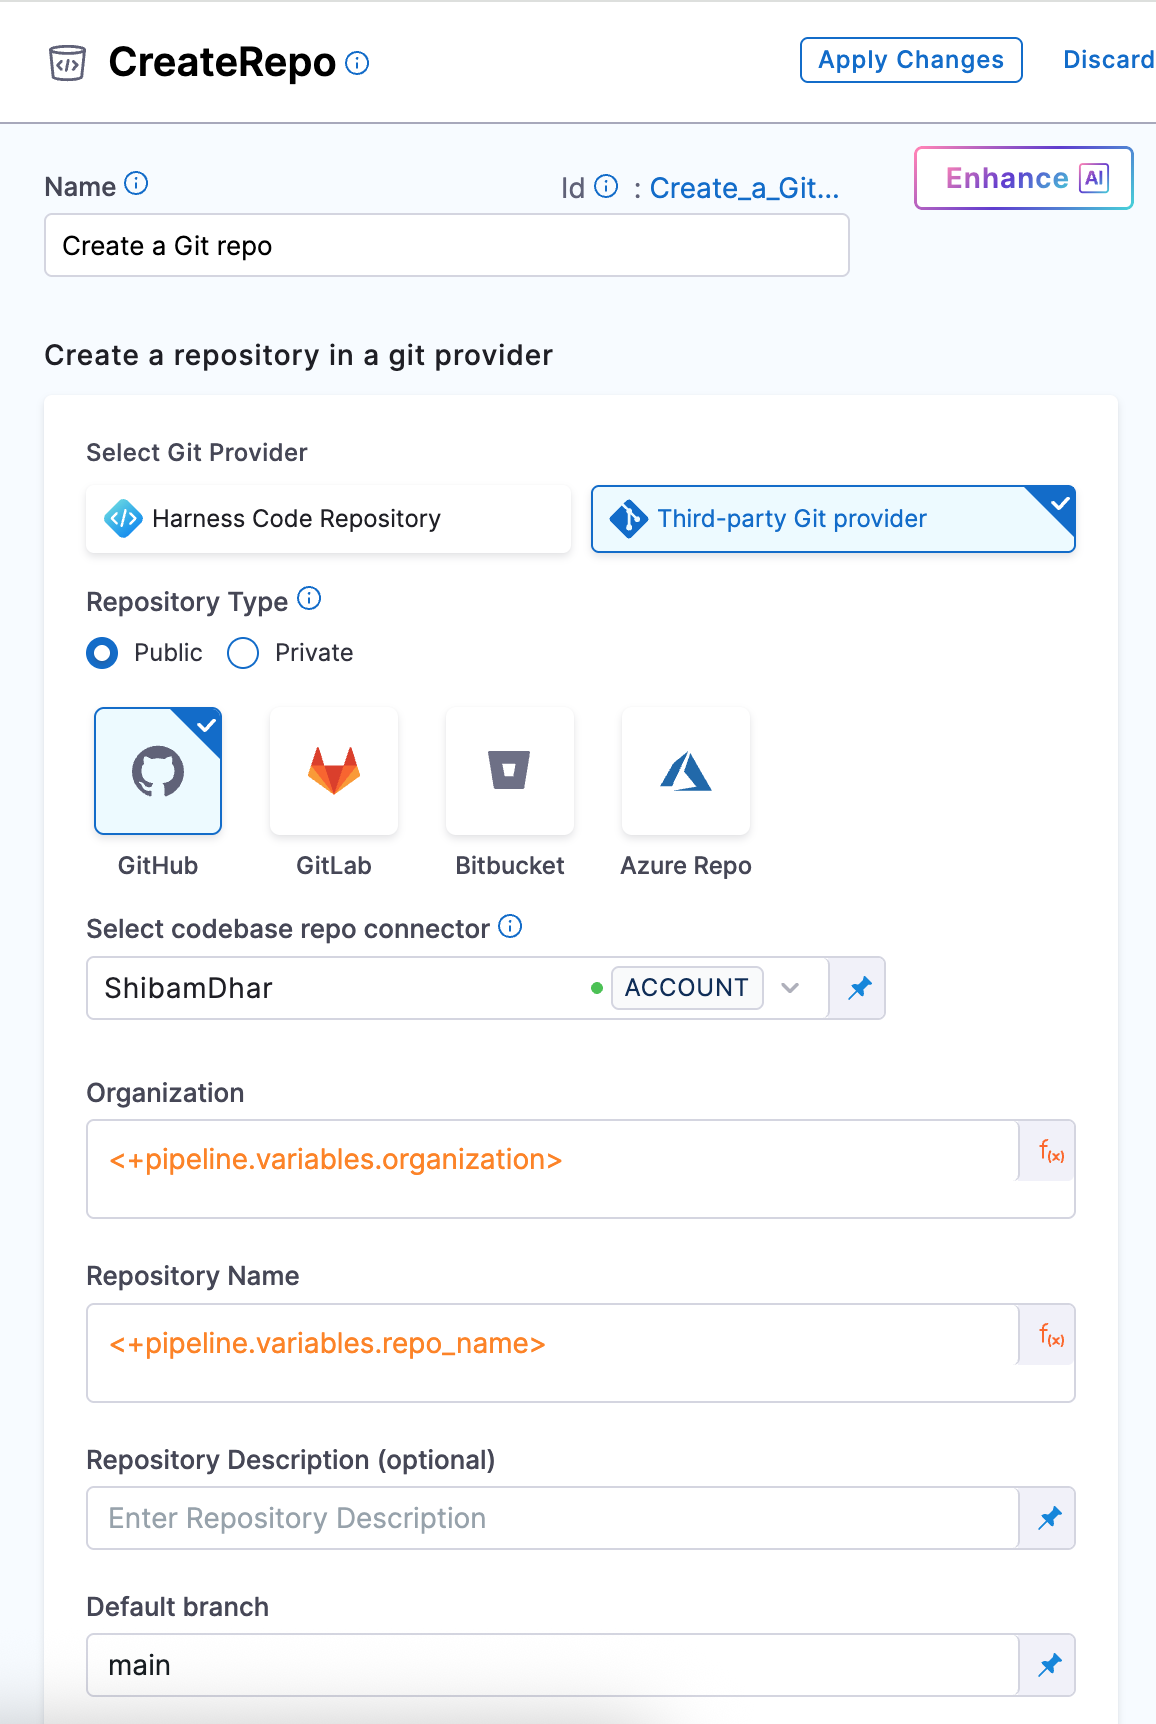 CreateRepo
Apply Changes
Discard
Name
Id : Create_a_Git...
Enhance AI
Create a Git repo
Create a repository in a git provider
Select Git Provider
Harness Code Repository
Third-party Git provider
Repository Type
Public
Private
GitHub
GitLab
Bitbucket
Azure Repo
Select codebase repo connector
ShibamDhar
ACCOUNT
Organization
<+pipeline.variables.organization>
f(x)
Repository Name
<+pipeline.variables.repo_name>
f(x)
Repository Description (optional)
Enter Repository Description
Default branch
main